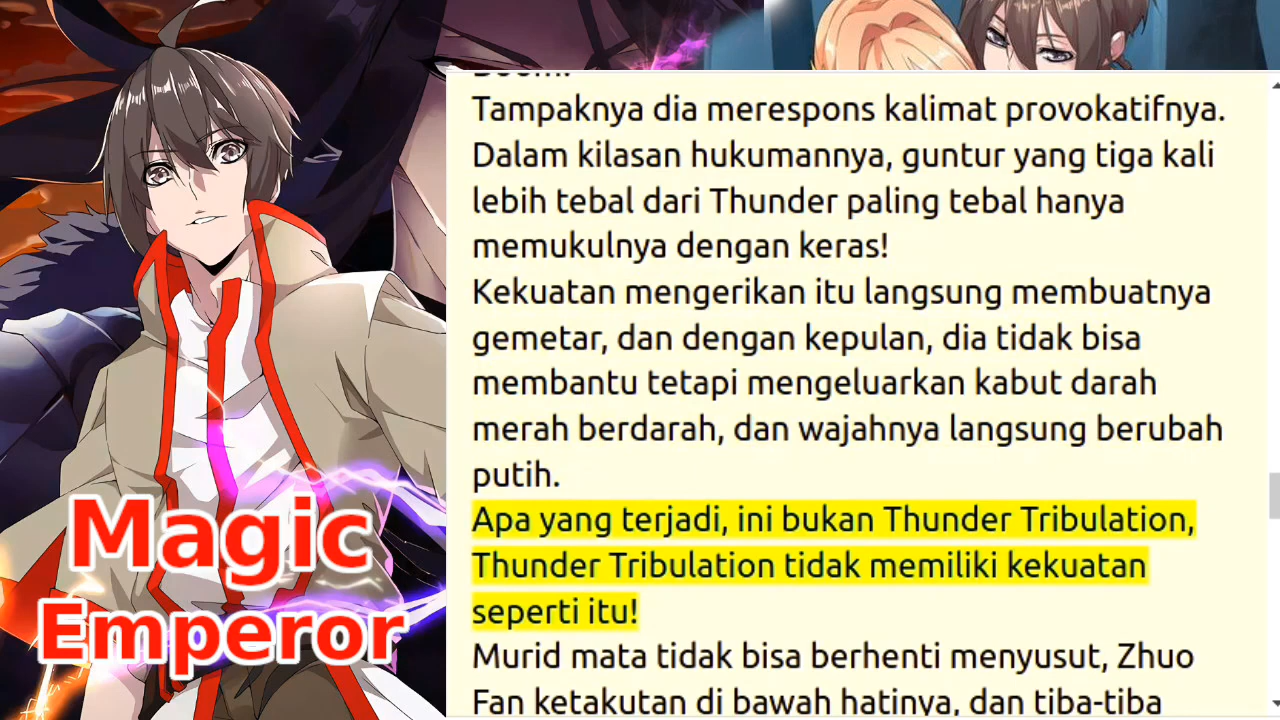 Tampaknya dia merespons kalimat provokatifnya.
Dalam kilasan hukumannya, guntur yang tiga kali
lebih tebal dari Thunder paling tebal hanya
memukulnya dengan keras!
Kekuatan mengerikan itu langsung membuatnya
gemetar, dan dengan kepulan, dia tidak bisa
membantu tetapi mengeluarkan kabut darah
merah berdarah, dan wajahnya langsung berubah
putih.
Apa yang terjadi, ini bukan Thunder Tribulation,
Thunder Tribulation tidak memiliki kekuatan
seperti itu!
Murid mata tidak bisa berhenti menyusut, Zhuo
Fan ketakutan di bawah hatinya, dan tiba-tiba
Magic
Emperor